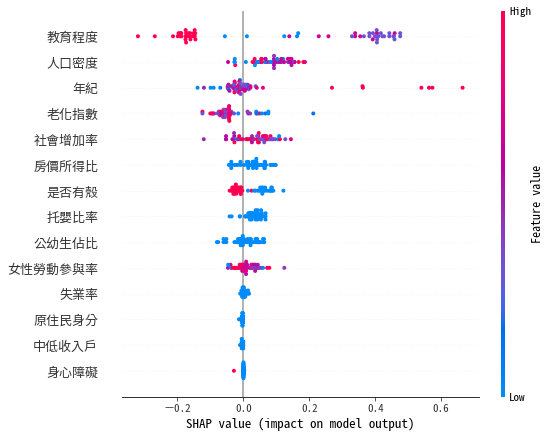 High
教育程度
人口密度
年紀
老化指數
社會增加率
房價所得比
是否有殼
托嬰比率
公幼生佔比
女性勞動參與率
失業率
原住民身分
中低收入戶
身心障礙
Feature value
Low
−0.2 0.0 0.2 0.4 0.6
SHAP value (impact on model output)